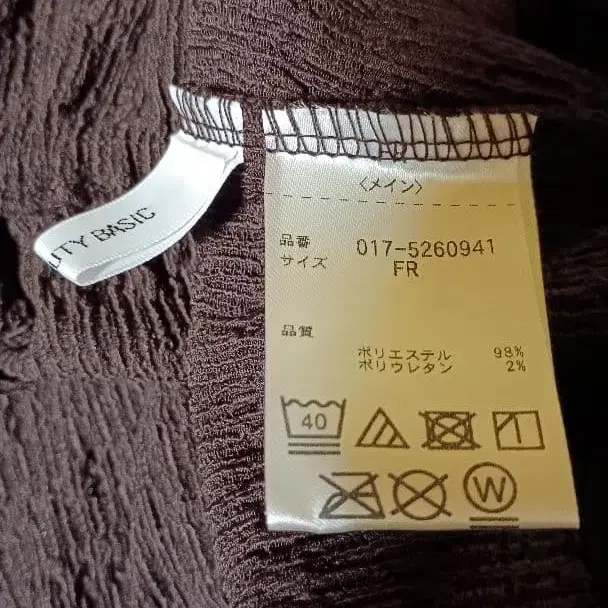 UTY BASIC
〈メイン〉
品番 017-5260941
サイズ FR
品質
ポリエステル 98%
ポリウレタン 2%
40
W